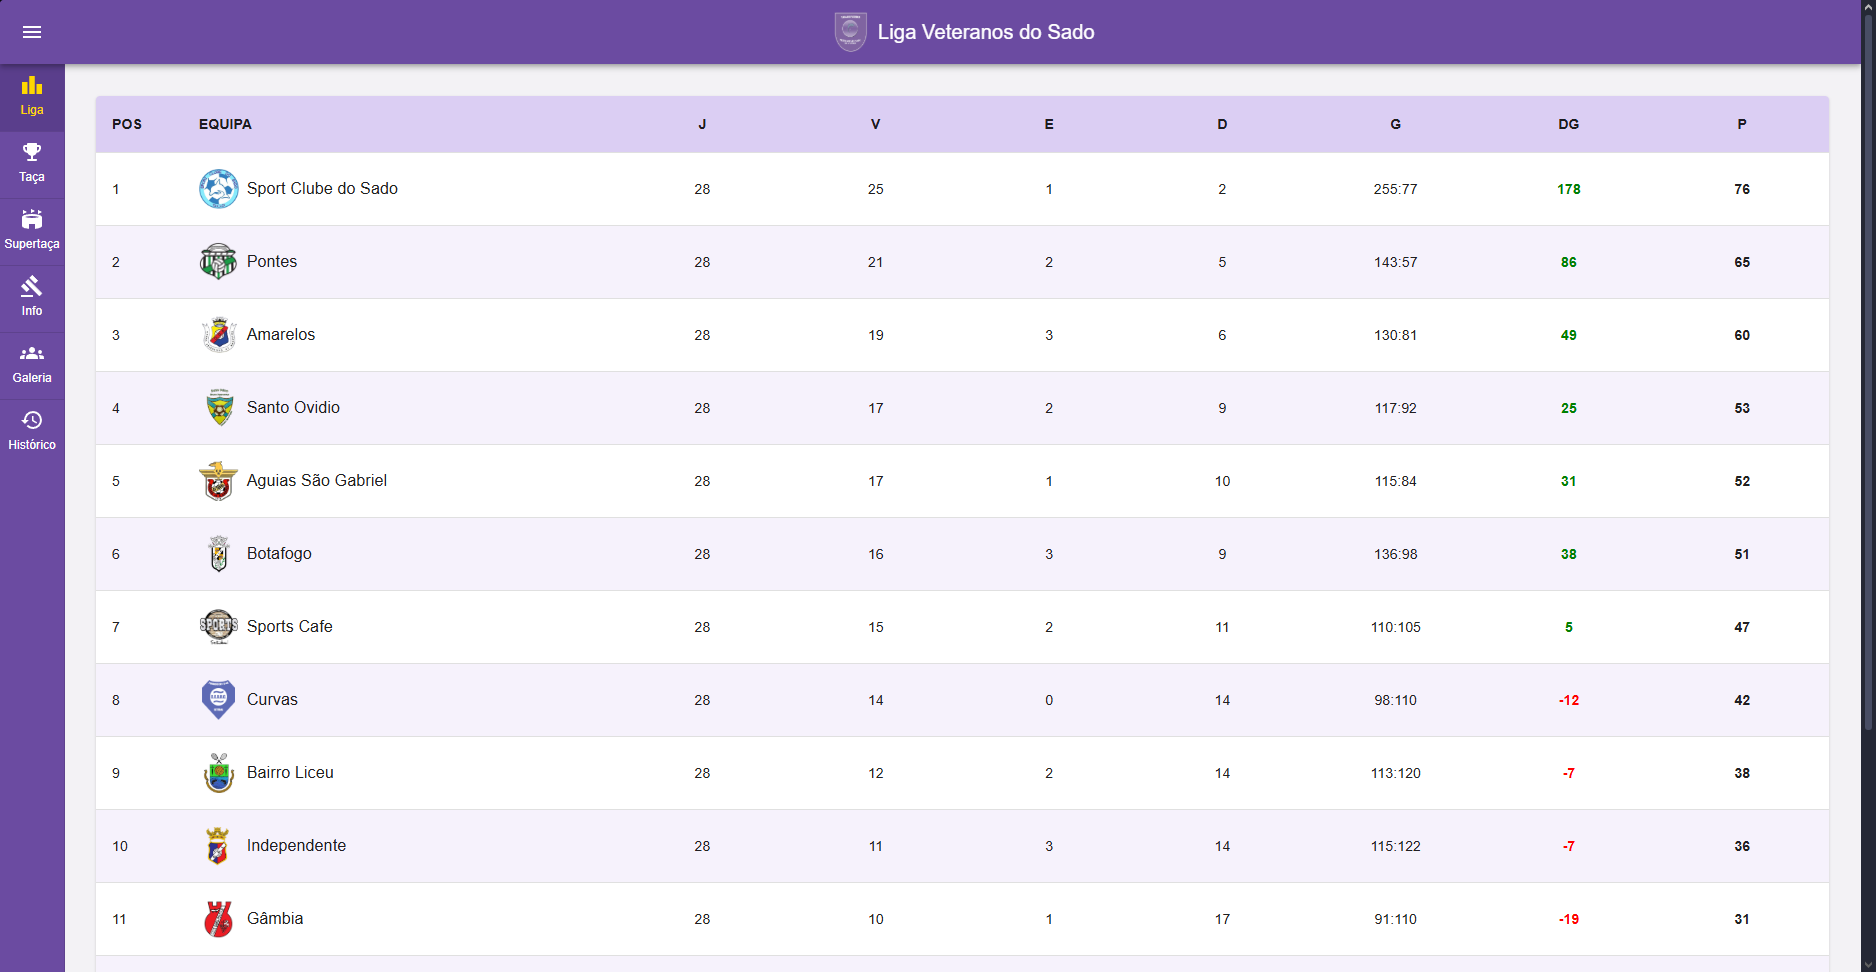 Liga Veteranos do Sado
Liga
Taça
Supertaça
Info
Galeria
Histórico
POS EQUIPA J V E D G DG P
1 Sport Clube do Sado 28 25 1 2 255:77 178 76
2 Pontes 28 21 2 5 143:57 86 65
3 Amarelos 28 19 3 6 130:81 49 60
4 Santo Ovidio 28 17 2 9 117:92 25 53
5 Aguias São Gabriel 28 17 1 10 115:84 31 52
6 Botafogo 28 16 3 9 136:98 38 51
SPORTS
7 Sports Cafe 28 15 2 11 110:105 5 47
8 Curvas 28 14 0 14 98:110 -12 42
9 Bairro Liceu 28 12 2 14 113:120 -7 38
10 Independente 28 11 3 14 115:122 -7 36
11 Gâmbia 28 10 1 17 91:110 -19 31